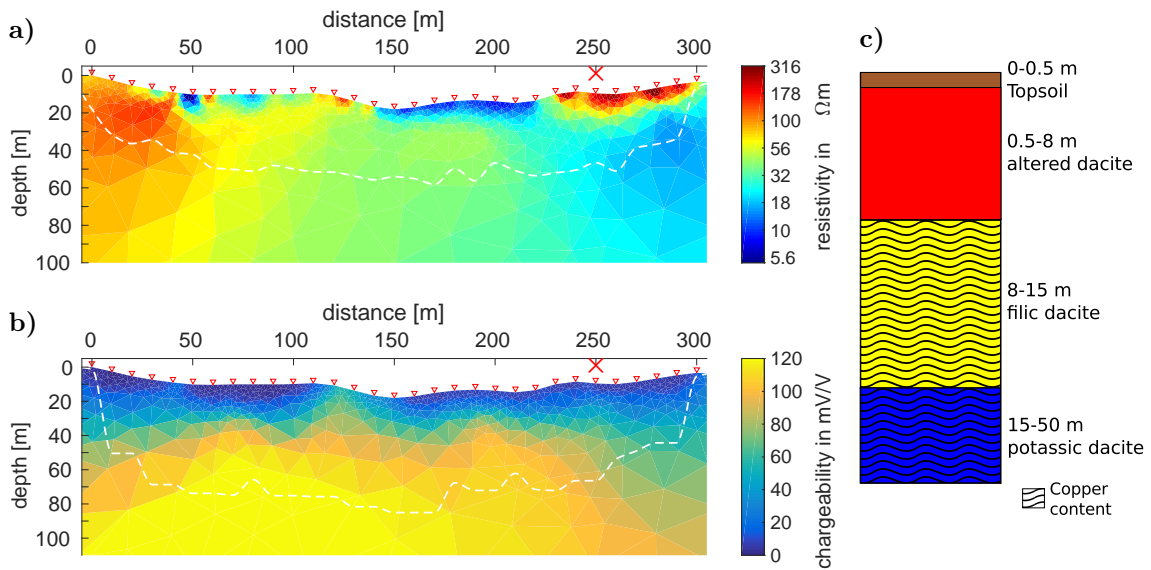 a)
distance [m]
0 50 100 150 200 250 300
depth [m]
0
20
40
60
80
100
316
178
100
56
32
18
10
5.6
resistivity in Ωm
b)
distance [m]
0 50 100 150 200 250 300
depth [m]
0
20
40
60
80
100
120
100
80
60
40
20
0
chargeability in mV/V
c)
0-0.5 m
Topsoil
0.5-8 m
altered dacite
8-15 m
filic dacite
15-50 m
potassic dacite
Copper
content